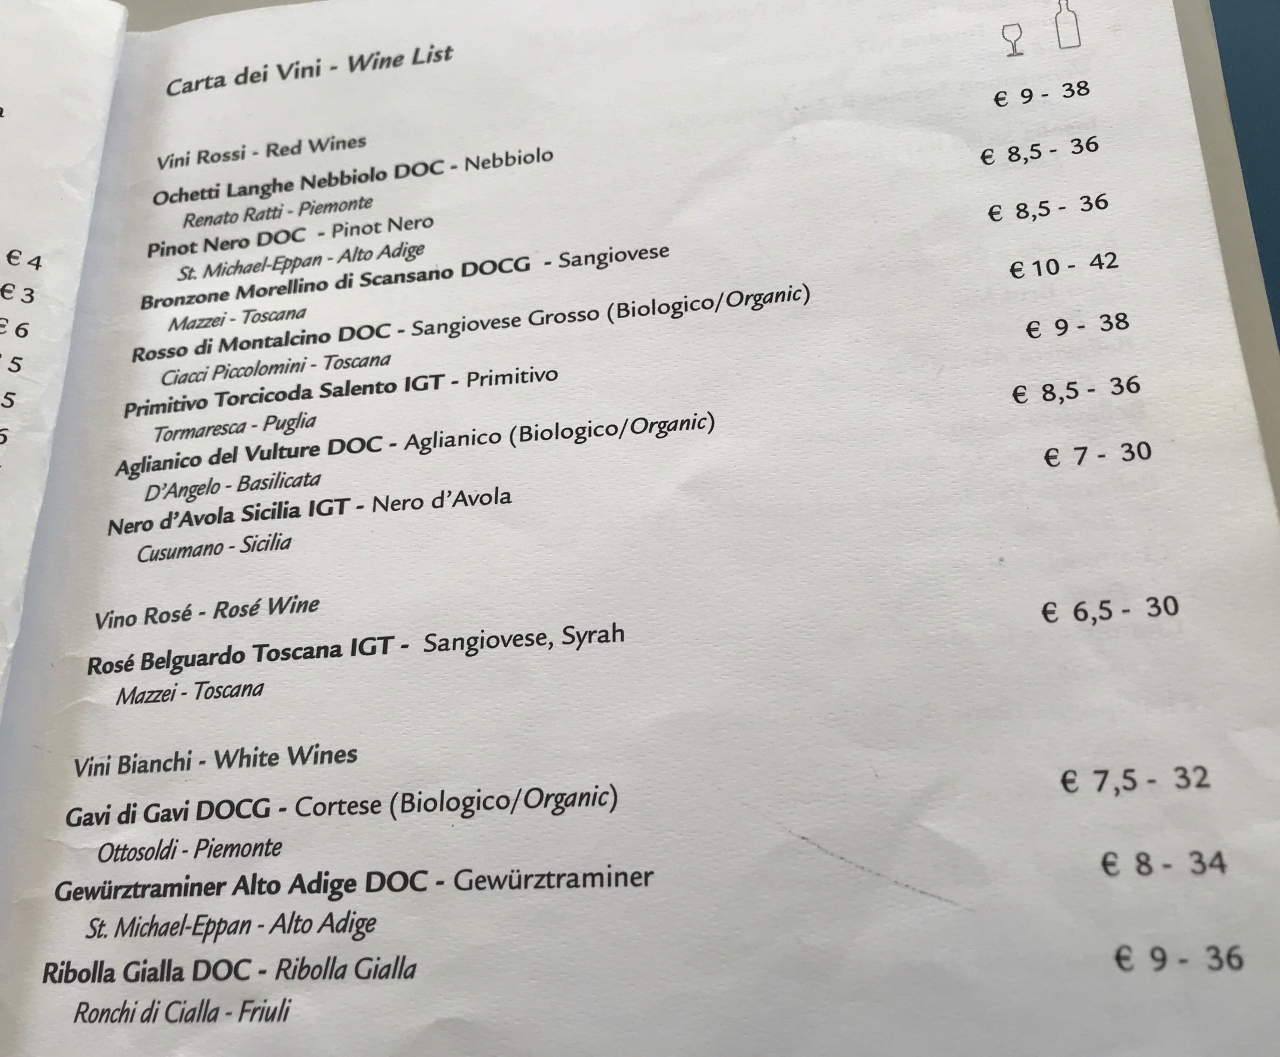 € 4
€ 3
€ 6
5
5
Carta dei Vini - Wine List
Vini Rossi - Red Wines
Ochetti Langhe Nebbiolo DOC - Nebbiolo € 9 - 38
Renato Ratti - Piemonte
Pinot Nero DOC - Pinot Nero € 8,5 - 36
St. Michael-Eppan - Alto Adige
Bronzone Morellino di Scansano DOCG - Sangiovese € 8,5 - 36
Mazzei - Toscana
Rosso di Montalcino DOC - Sangiovese Grosso (Biologico/Organic) € 10 - 42
Ciacci Piccolomini - Toscana
Primitivo Torcicoda Salento IGT - Primitivo € 9 - 38
Tormaresca - Puglia
Aglianico del Vulture DOC - Aglianico (Biologico/Organic) € 8,5 - 36
D'Angelo - Basilicata
Nero d'Avola Sicilia IGT - Nero d'Avola € 7 - 30
Cusumano - Sicilia
Vino Rosé - Rosé Wine
Rosé Belguardo Toscana IGT - Sangiovese, Syrah € 6,5 - 30
Mazzei - Toscana
Vini Bianchi - White Wines
Gavi di Gavi DOCG - Cortese (Biologico/Organic) € 7,5 - 32
Ottosoldi - Piemonte
Gewürztraminer Alto Adige DOC - Gewürztraminer € 8 - 34
St. Michael-Eppan - Alto Adige
Ribolla Gialla DOC - Ribolla Gialla € 9 - 36
Ronchi di Cialla - Friuli